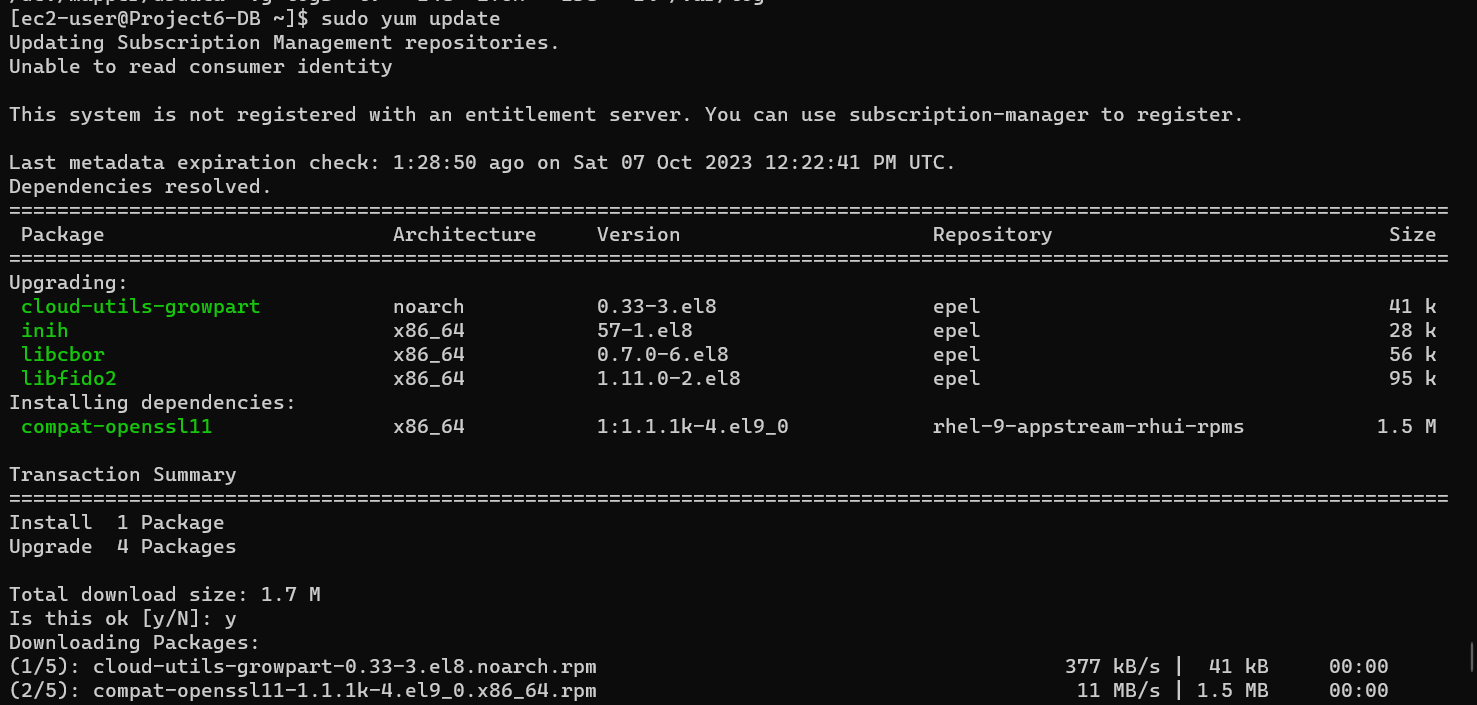 [ec2-user@Project6-DB ~]$ sudo yum update
Updating Subscription Management repositories.
Unable to read consumer identity
This system is not registered with an entitlement server. You can use subscription-manager to register.
Last metadata expiration check: 1:28:50 ago on Sat 07 Oct 2023 12:22:41 PM UTC.
Dependencies resolved.
================================================================================
Package Architecture Version Repository Size
================================================================================
Upgrading:
cloud-utils-growpart noarch 0.33-3.el8 epel 41 k
inih x86_64 57-1.el8 epel 28 k
libcbor x86_64 0.7.0-6.el8 epel 56 k
libfido2 x86_64 1.11.0-2.el8 epel 95 k
Installing dependencies:
compat-openssl11 x86_64 1:1.1.1k-4.el9_0 rhel-9-appstream-rhui-rpms 1.5 M
Transaction Summary
================================================================================
Install 1 Package
Upgrade 4 Packages
Total download size: 1.7 M
Is this ok [y/N]: y
Downloading Packages:
(1/5): cloud-utils-growpart-0.33-3.el8.noarch.rpm 377 kB/s | 41 kB 00:00
(2/5): compat-openssl11-1.1.1k-4.el9_0.x86_64.rpm 11 MB/s | 1.5 MB 00:00